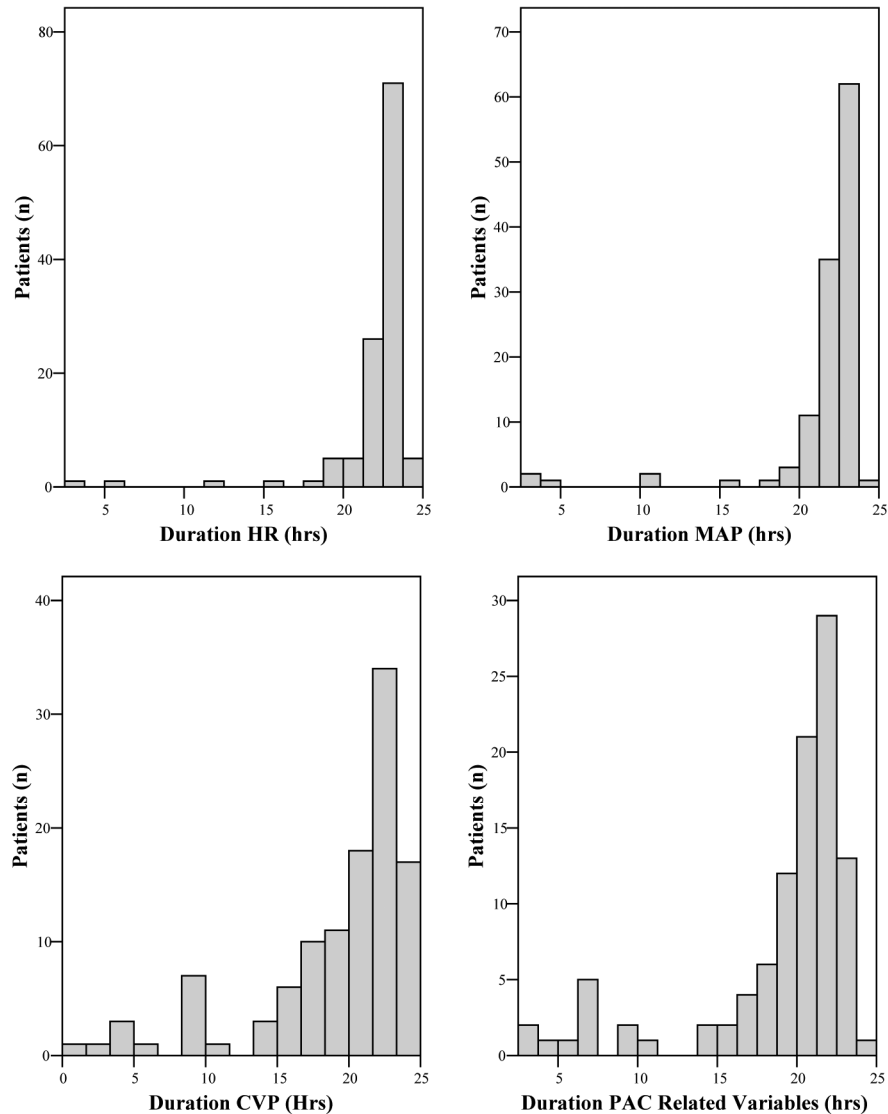 80
60
40
20
0
Patients (n)
5 10 15 20 25
Duration HR (hrs)
70
60
50
40
30
20
10
0
Patients (n)
5 10 15 20 25
Duration MAP (hrs)
40
30
20
10
0
Patients (n)
0 5 10 15 20 25
Duration CVP (Hrs)
30
25
20
15
10
5
0
Patients (n)
5 10 15 20 25
Duration PAC Related Variables (hrs)